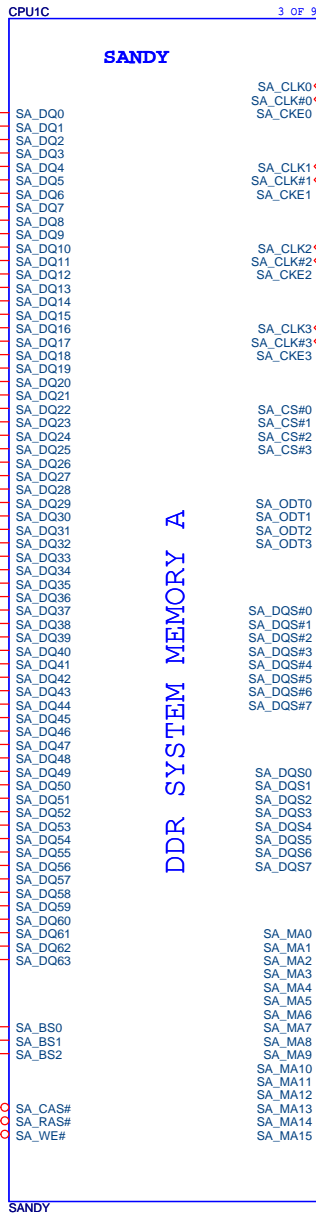 CPU1C
3 OF 9
SANDY
SA_CLK0
SA_CLK#0
SA_CKE0
SA_CLK1
SA_CLK#1
SA_CKE1
SA_CLK2
SA_CLK#2
SA_CKE2
SA_CLK3
SA_CLK#3
SA_CKE3
SA_CS#0
SA_CS#1
SA_CS#2
SA_CS#3
SA_ODT0
SA_ODT1
SA_ODT2
SA_ODT3
SA_DQS#0
SA_DQS#1
SA_DQS#2
SA_DQS#3
SA_DQS#4
SA_DQS#5
SA_DQS#6
SA_DQS#7
SA_DQS0
SA_DQS1
SA_DQS2
SA_DQS3
SA_DQS4
SA_DQS5
SA_DQS6
SA_DQS7
SA_MA0
SA_MA1
SA_MA2
SA_MA3
SA_MA4
SA_MA5
SA_MA6
SA_MA7
SA_MA8
SA_MA9
SA_MA10
SA_MA11
SA_MA12
SA_MA13
SA_MA14
SA_MA15
SA_DQ0
SA_DQ1
SA_DQ2
SA_DQ3
SA_DQ4
SA_DQ5
SA_DQ6
SA_DQ7
SA_DQ8
SA_DQ9
SA_DQ10
SA_DQ11
SA_DQ12
SA_DQ13
SA_DQ14
SA_DQ15
SA_DQ16
SA_DQ17
SA_DQ18
SA_DQ19
SA_DQ20
SA_DQ21
SA_DQ22
SA_DQ23
SA_DQ24
SA_DQ25
SA_DQ26
SA_DQ27
SA_DQ28
SA_DQ29
SA_DQ30
SA_DQ31
SA_DQ32
SA_DQ33
SA_DQ34
SA_DQ35
SA_DQ36
SA_DQ37
SA_DQ38
SA_DQ39
SA_DQ40
SA_DQ41
SA_DQ42
SA_DQ43
SA_DQ44
SA_DQ45
SA_DQ46
SA_DQ47
SA_DQ48
SA_DQ49
SA_DQ50
SA_DQ51
SA_DQ52
SA_DQ53
SA_DQ54
SA_DQ55
SA_DQ56
SA_DQ57
SA_DQ58
SA_DQ59
SA_DQ60
SA_DQ61
SA_DQ62
SA_DQ63
SA_BS0
SA_BS1
SA_BS2
SA_CAS#
SA_RAS#
SA_WE#
DDR SYSTEM MEMORY A
SANDY